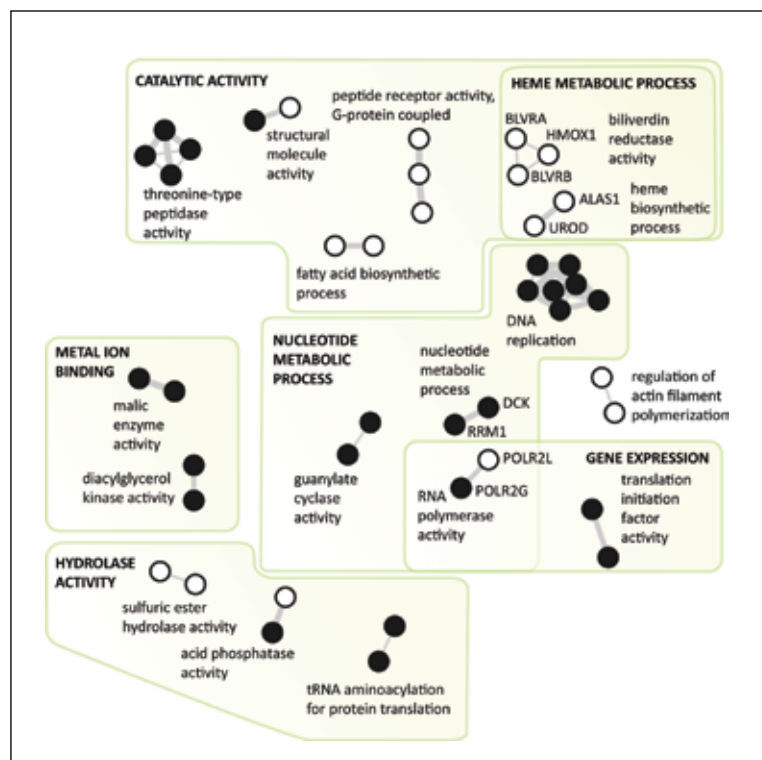 CATALYTIC ACTIVITY
structural
molecule
activity
threonine-type
peptidase
activity
peptide receptor activity,
G-protein coupled
fatty acid biosynthetic
process
HEME METABOLIC PROCESS
BLVRA
HMOX1
BLVRB
biliverdin
reductase
activity
ALAS1
UROD
heme
biosynthetic
process
DNA
replication
METAL ION
BINDING
malic
enzyme
activity
diacylglycerol
kinase activity
NUCLEOTIDE
METABOLIC
PROCESS
nucleotide
metabolic
process
DCK
RRM1
guanylate
cyclase
activity
regulation of
actin filament
polymerization
POLR2L
POLR2G
RNA
polymerase
activity
GENE EXPRESSION
translation
initiation
factor
activity
HYDROLASE
ACTIVITY
sulfuric ester
hydrolase activity
acid phosphatase
activity
tRNA aminoacylation
for protein translation